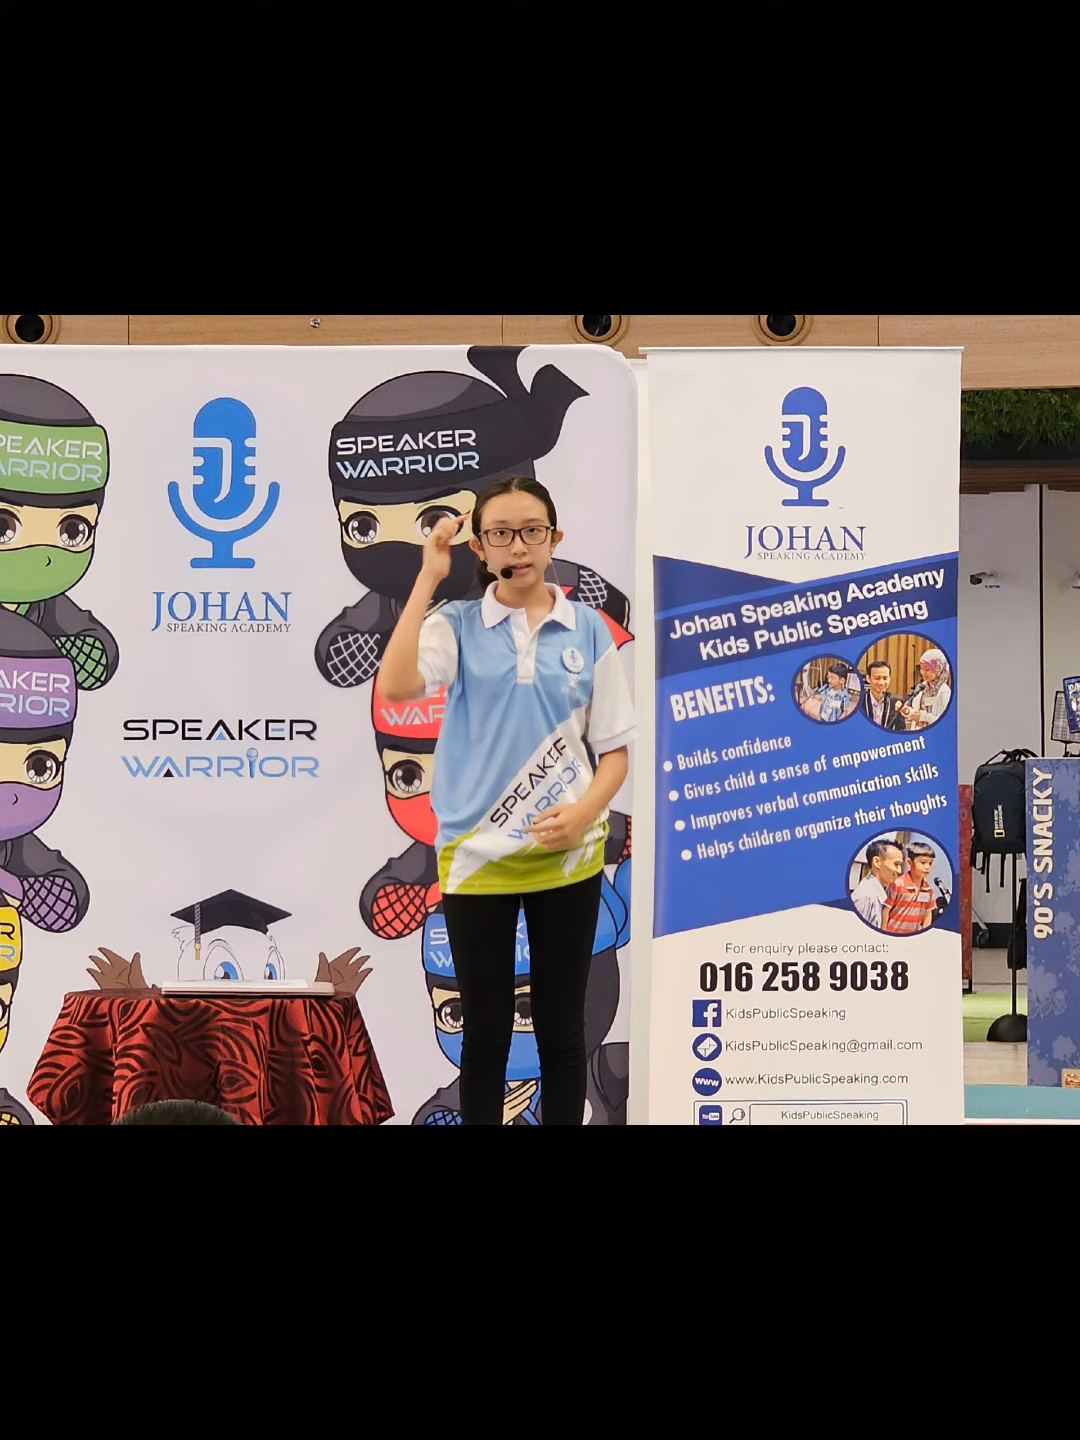 SPEAKER
WARRIOR
JOHAN
SPEAKING ACADEMY
SPEAKER
WARRIOR
SPEAKER
WARRIOR
JOHAN
SPEAKING ACADEMY
Johan Speaking Academy
Kids Public Speaking
BENEFITS:
Builds confidence
Gives child a sense of empowerment
Improves verbal communication skills
Helps children organize their thoughts
For enquiry please contact:
016 258 9038
KidsPublicSpeaking
KidsPublicSpeaking@gmail.com
www www.KidsPublicSpeaking.com
KidsPublicSpeaking
90'S SNACKY